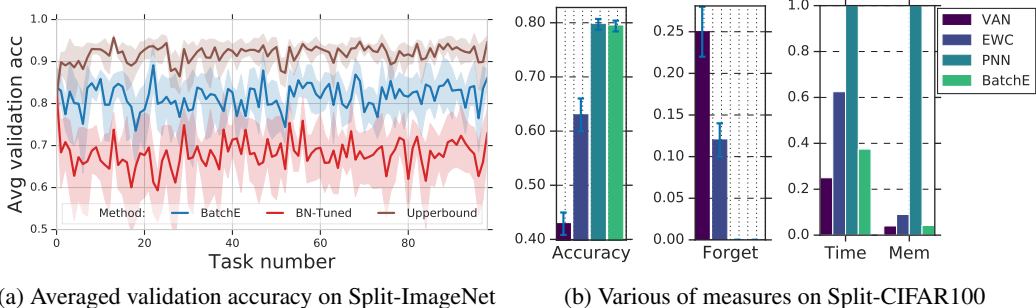 Avg validation acc
1.0
0.9
0.8
0.7
0.6
0.5
Method: BatchE BN-Tuned Upperbound
0 20 40 60 80
Task number
0.80
0.60
0.50
0.40
Accuracy
0.25
0.20
0.15
0.10
0.05
0.00
Forget
1.0
0.8
0.6
0.4
0.2
0.0
Time Mem
VAN
EWC
PNN
BatchE
(a) Averaged validation accuracy on Split-ImageNet
(b) Various of measures on Split-CIFAR100